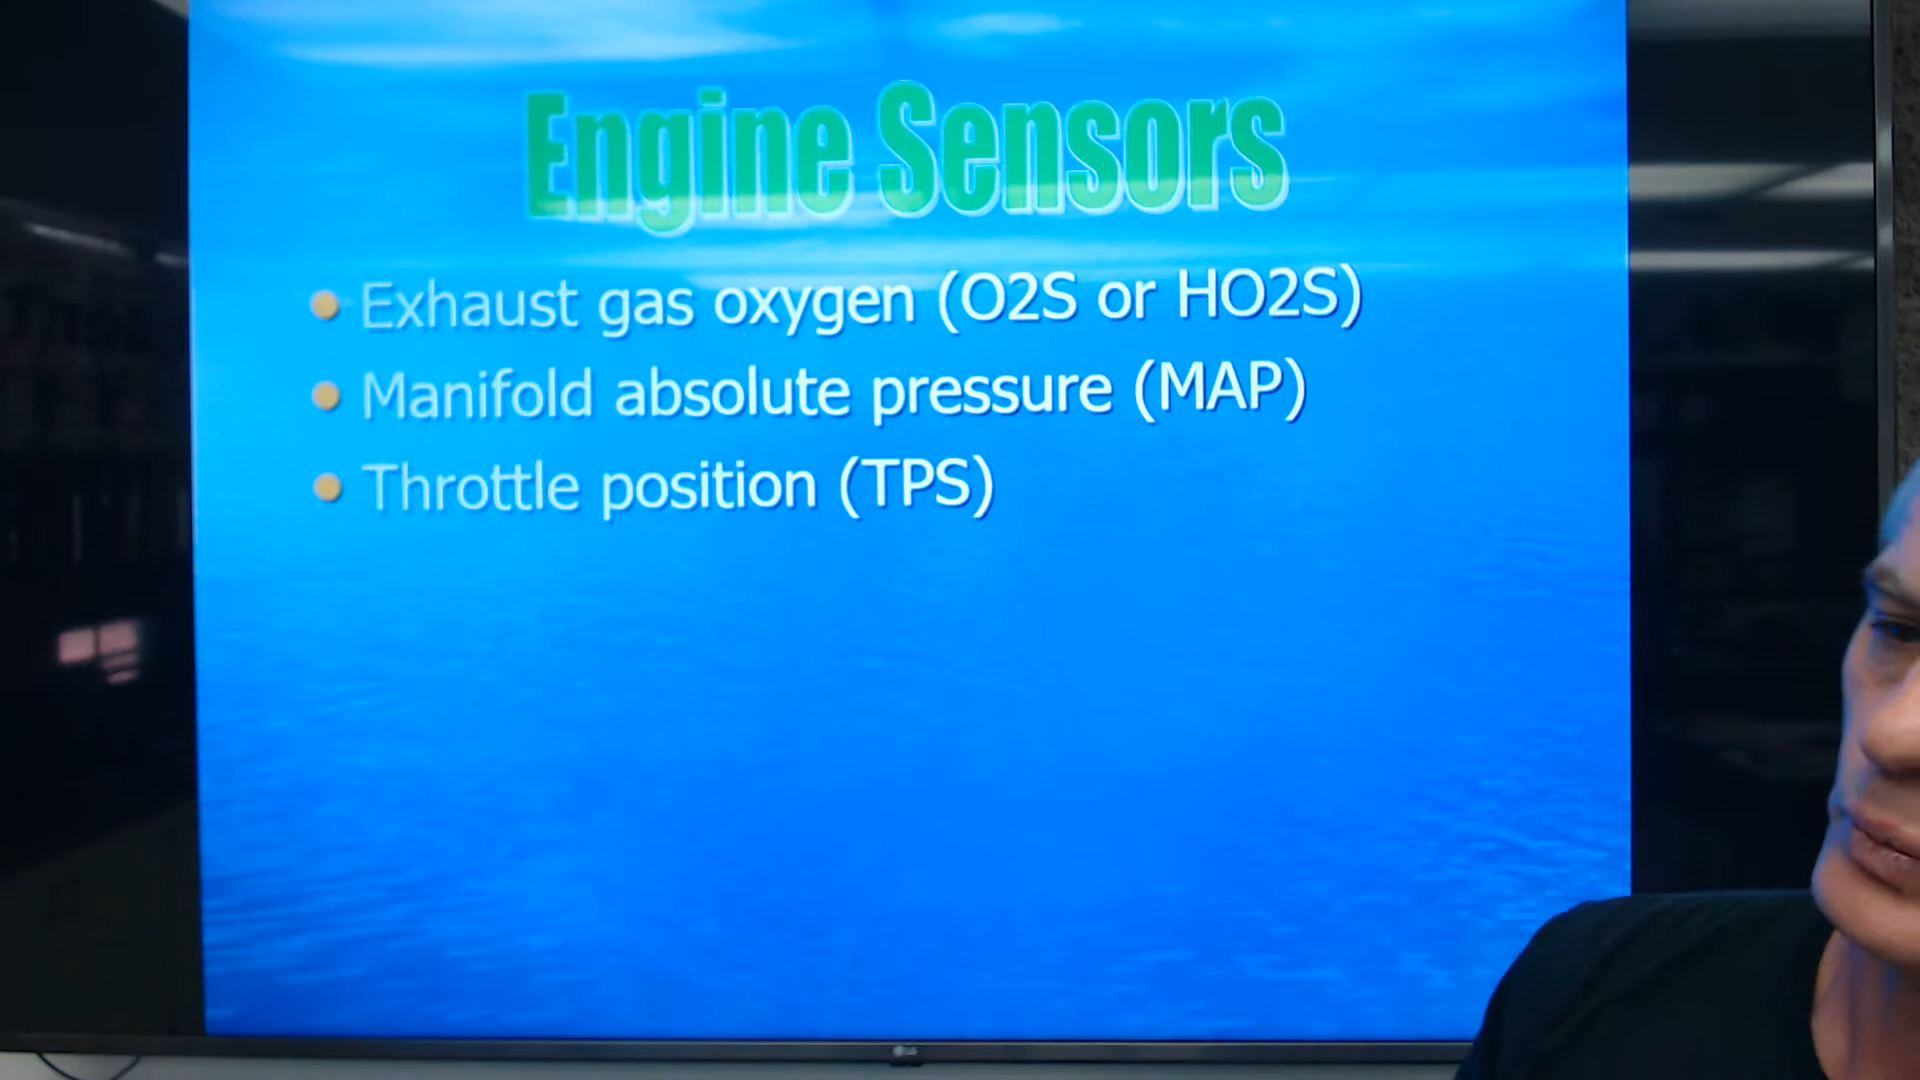 Engine Sensors
Exhaust gas oxygen (O2S or HO2S)
Manifold absolute pressure (MAP)
Throttle position (TPS)